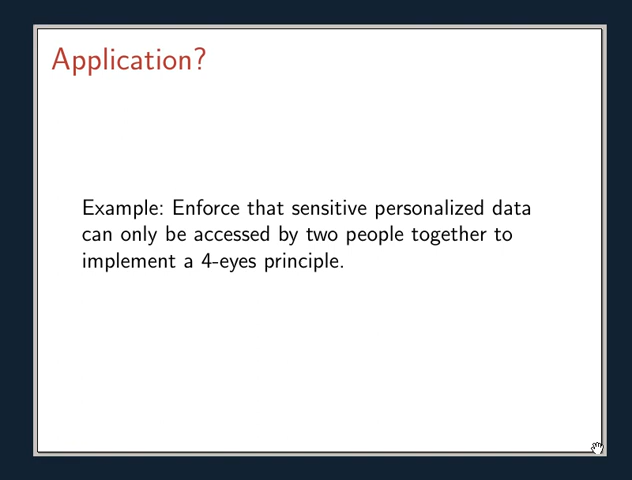 Application?
Example: Enforce that sensitive personalized data
can only be accessed by two people together to
implement a 4-eyes principle.